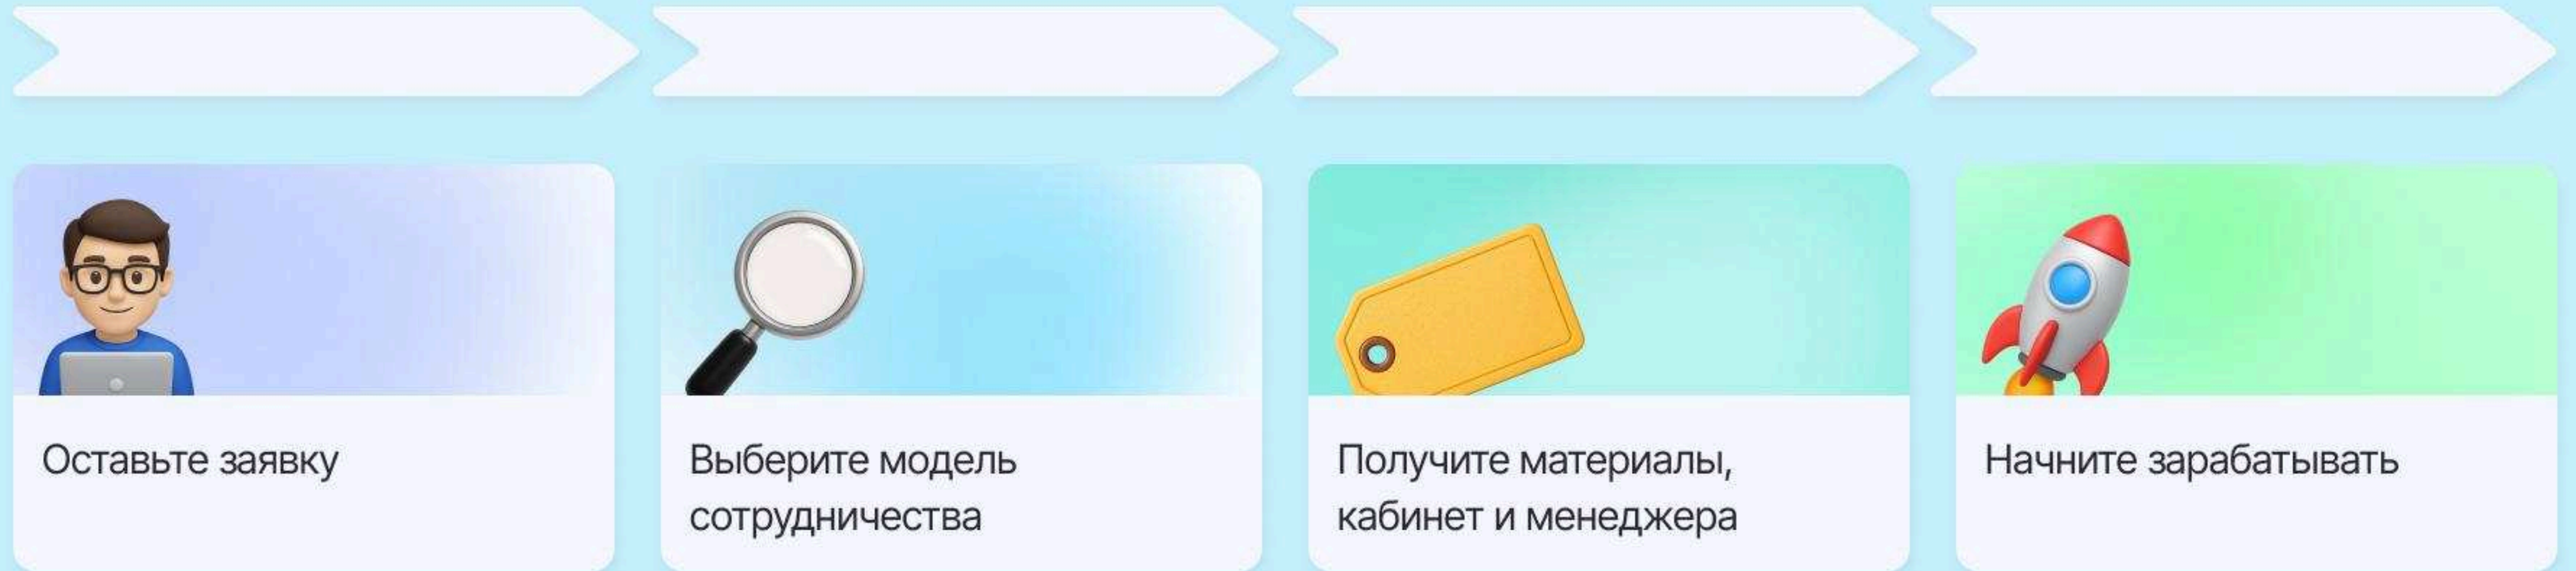 Оставьте заявку
Выберите модель
сотрудничества
Получите материалы,
кабинет и менеджера
Начните зарабатывать